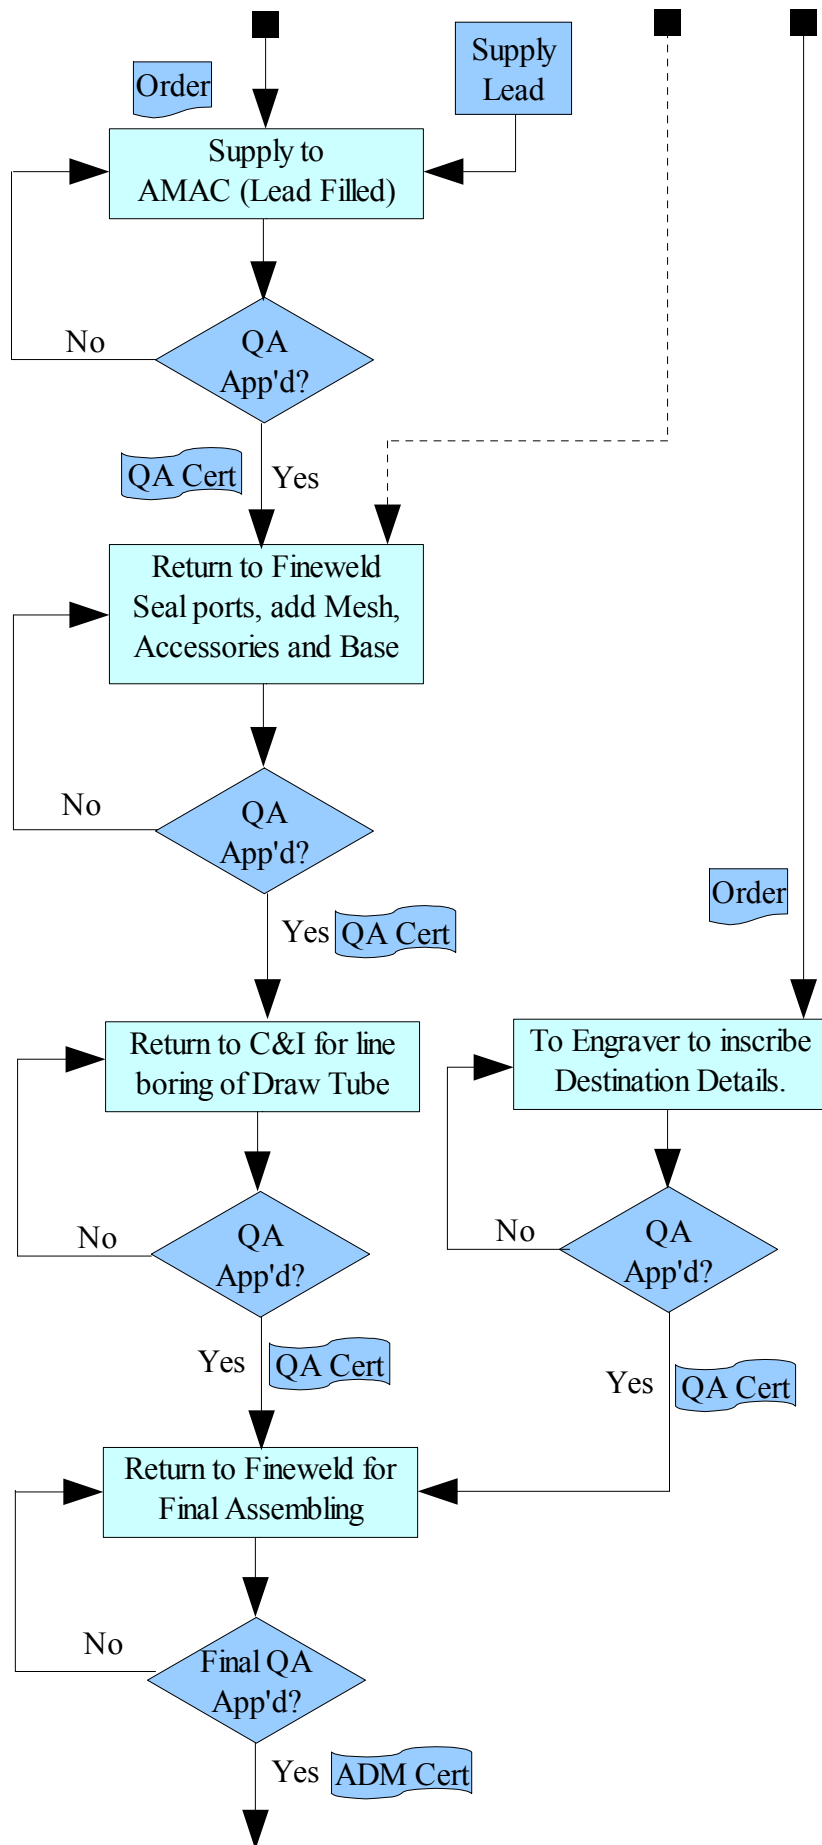 Order
Supply
Lead
Supply to
AMAC (Lead Filled)
No
QA
App'd?
QA Cert
Yes
Return to Fineweld
Seal ports, add Mesh,
Accessories and Base
No
QA
App'd?
Yes
QA Cert
Order
Return to C&I for line
boring of Draw Tube
To Engraver to inscribe
Destination Details.
No
QA
App'd?
No
QA
App'd?
Yes
QA Cert
Yes
QA Cert
Return to Fineweld for
Final Assembling
No
Final QA
App'd?
Yes
ADM Cert